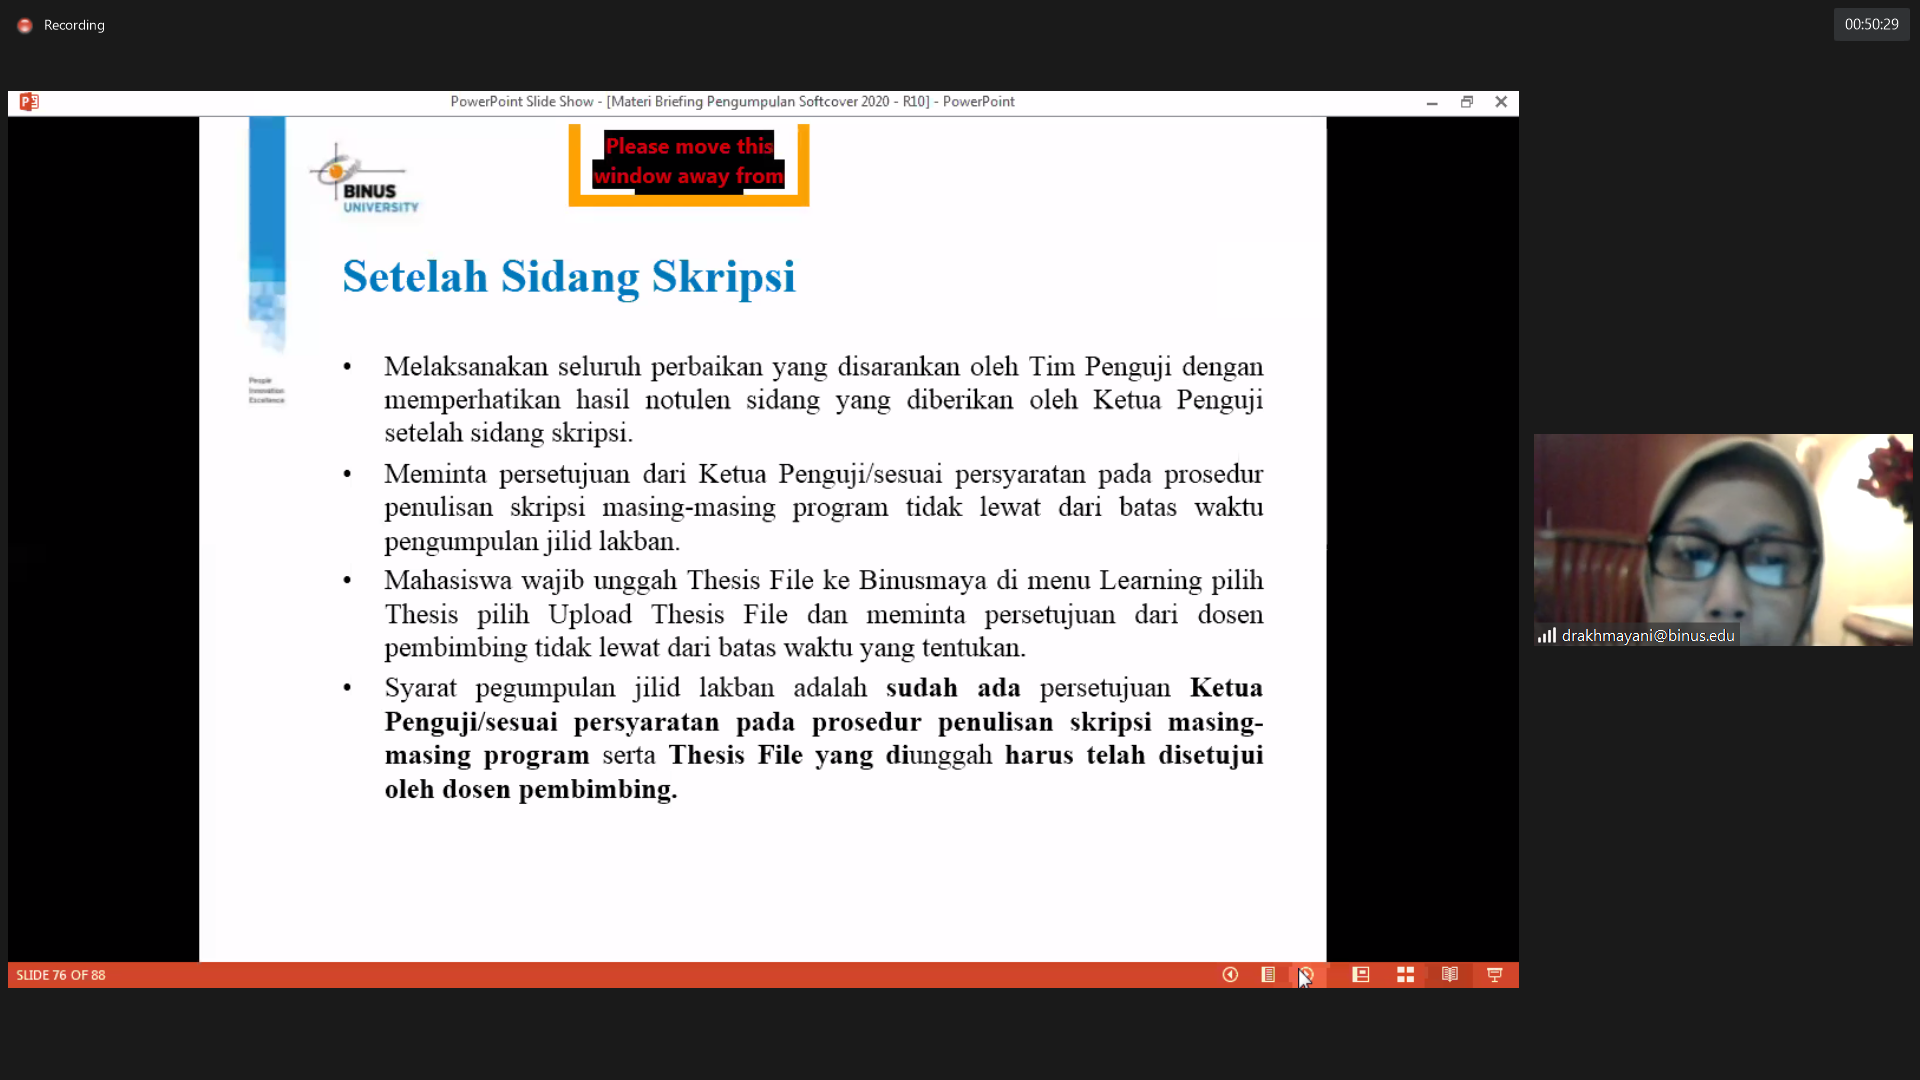 Recording
00:50:29
PowerPoint Slide Show - [Materi Briefing Pengumpulan Softcover 2020 - R10] - PowerPoint
Please move this
window away from
BINUS
UNIVERSITY
Setelah Sidang Skripsi
People
Innovation
Excellence
• Melaksanakan seluruh perbaikan yang disarankan oleh Tim Penguji dengan
memperhatikan hasil notulen sidang yang diberikan oleh Ketua Penguji
setelah sidang skripsi.
• Meminta persetujuan dari Ketua Penguji/sesuai persyaratan pada prosedur
penulisan skripsi masing-masing program tidak lewat dari batas waktu
pengumpulan jilid lakban.
• Mahasiswa wajib unggah Thesis File ke Binusmaya di menu Learning pilih
Thesis pilih Upload Thesis File dan meminta persetujuan dari dosen
pembimbing tidak lewat dari batas waktu yang tentukan.
• Syarat pegumpulan jilid lakban adalah sudah ada persetujuan Ketua
Penguji/sesuai persyaratan pada prosedur penulisan skripsi masing-
masing program serta Thesis File yang diunggah harus telah disetujui
oleh dosen pembimbing.
drakhmayani@binus.edu
SLIDE 76 OF 88